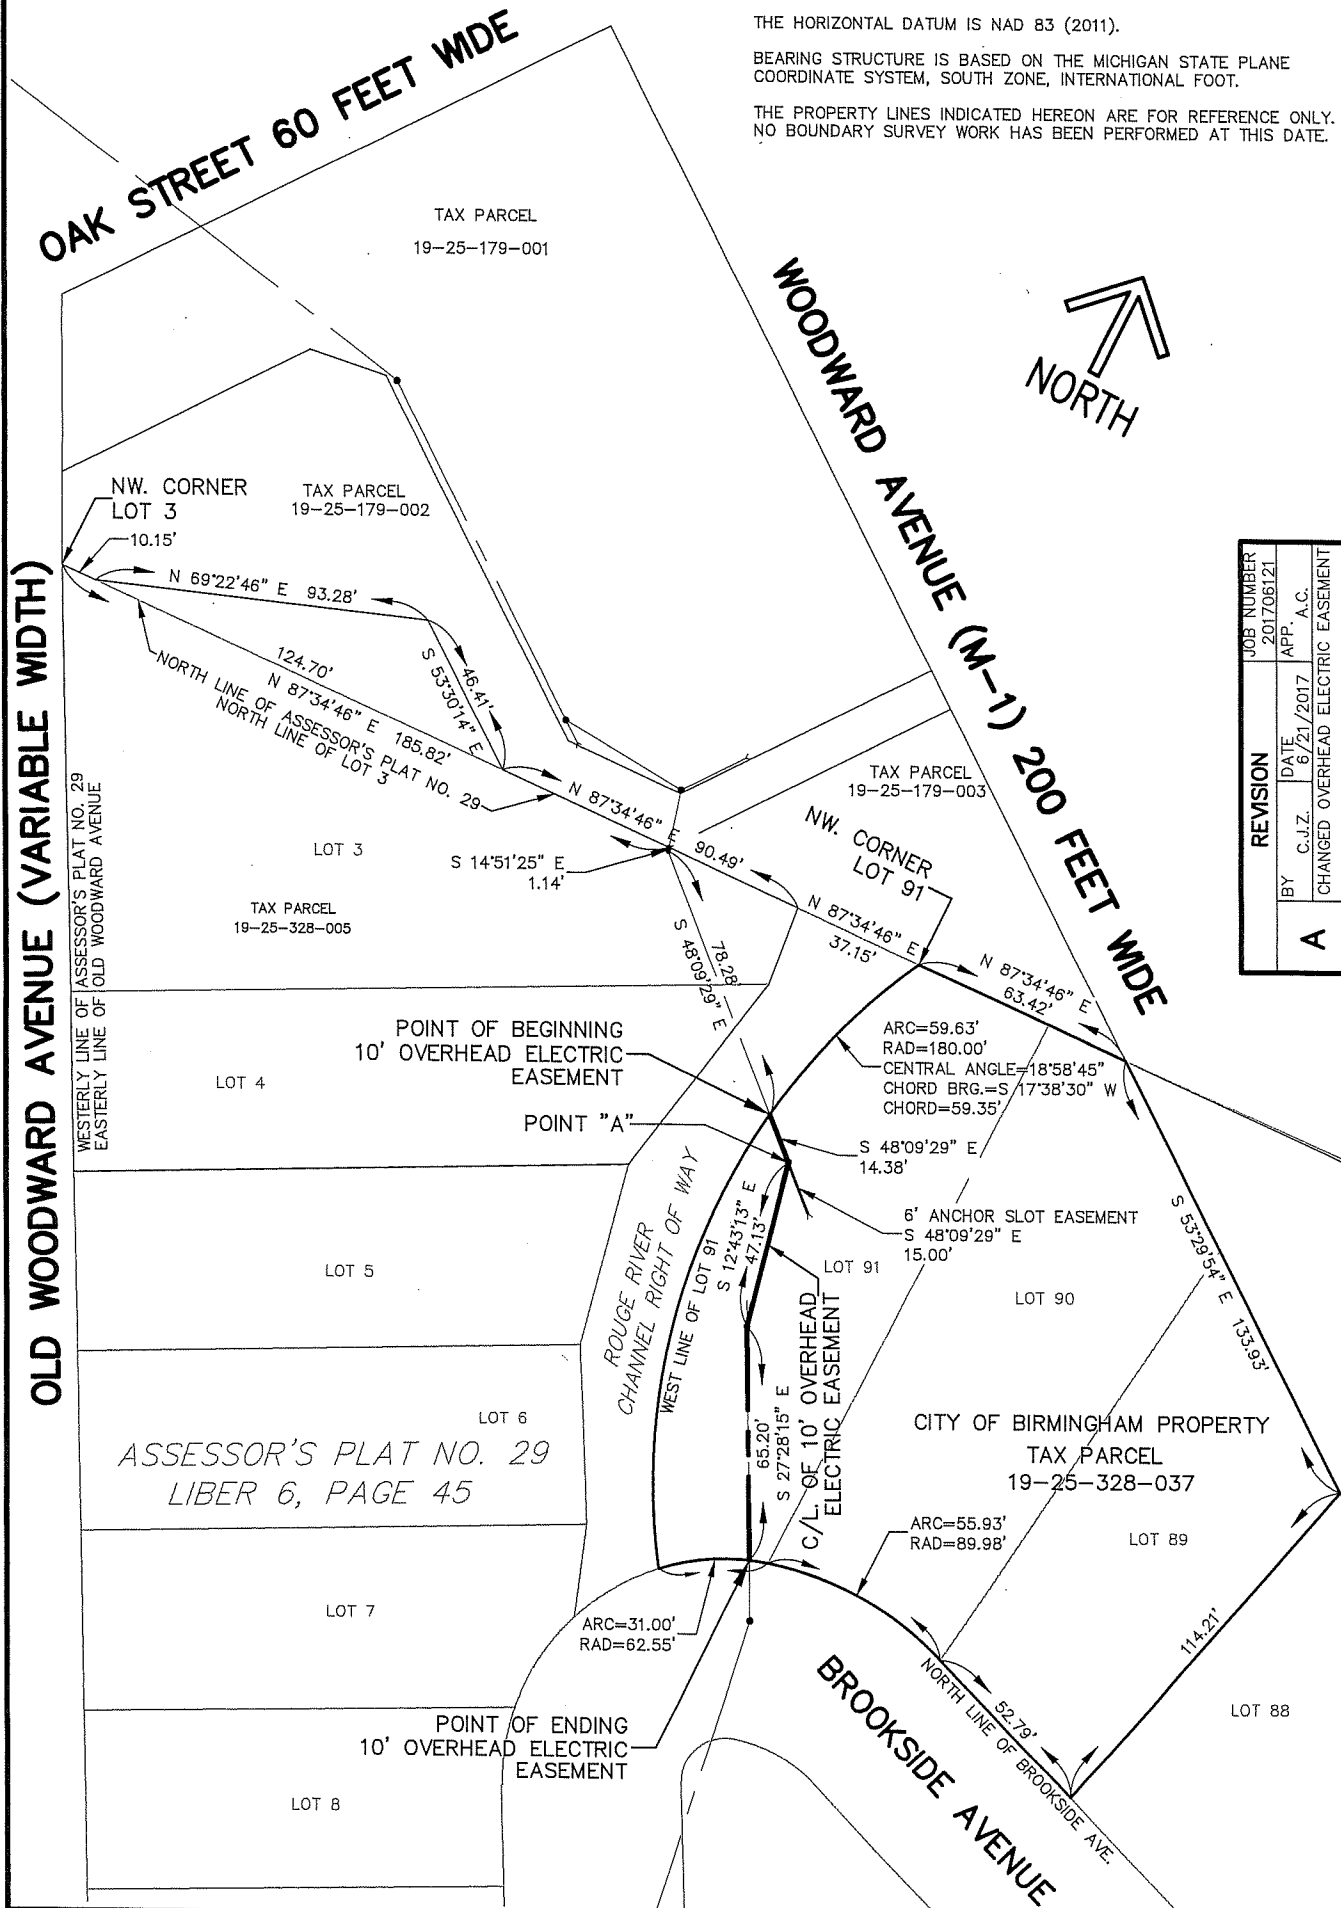 THE HORIZONTAL DATUM IS NAD 83 (2011).
BEARING STRUCTURE IS BASED ON THE MICHIGAN STATE PLANE
COORDINATE SYSTEM, SOUTH ZONE, INTERNATIONAL FOOT.
THE PROPERTY LINES INDICATED HEREON ARE FOR REFERENCE ONLY.
NO BOUNDARY SURVEY WORK HAS BEEN PERFORMED AT THIS DATE.
OAK STREET 60 FEET WIDE
TAX PARCEL
19-25-179-001
WOODWARD AVENUE (M-1) 200 FEET WIDE
NORTH
NW. CORNER
LOT 3
10.15'
TAX PARCEL
19-25-179-002
N 69°22'46" E 93.28'
S 53°30'14" E
46.41'
124.70'
N 87°34'46" E 185.82'
NORTH LINE OF ASSESSOR'S PLAT NO. 29
NORTH LINE OF LOT 3
OLD WOODWARD AVENUE (VARIABLE WIDTH)
WESTERLY LINE OF ASSESSOR'S PLAT NO. 29
EASTERLY LINE OF OLD WOODWARD AVENUE
N 87°34'46" E
90.49'
TAX PARCEL
19-25-179-003
NW. CORNER
LOT 91
REVISION
JOB NUMBER
201706121
A
BY
C.J.Z.
DATE
6/21/2017
APP.
A.C.
CHANGED OVERHEAD ELECTRIC EASEMENT
LOT 3
TAX PARCEL
19-25-328-005
S 14°51'25" E
1.14'
78.28'
S 48°09'29" E
N 87°34'46" E
37.15'
N 87°34'46" E
63.42'
POINT OF BEGINNING
10' OVERHEAD ELECTRIC
EASEMENT
POINT "A"
ARC=59.63'
RAD=180.00'
CENTRAL ANGLE=18°58'45"
CHORD BRG.=S 17°38'30" W
CHORD=59.35'
LOT 4
S 48°09'29" E
14.38'
6' ANCHOR SLOT EASEMENT
S 48°09'29" E
15.00'
ROUGE RIVER
CHANNEL RIGHT OF WAY
WEST LINE OF LOT 91
S 12°43'13" E
47.13'
LOT 91
S 53°29'54" E 133.93'
LOT 5
LOT 90
C/L. OF 10' OVERHEAD
ELECTRIC EASEMENT
65.20'
S 27°28'15" E
LOT 6
ASSESSOR'S PLAT NO. 29
LIBER 6, PAGE 45
CITY OF BIRMINGHAM PROPERTY
TAX PARCEL
19-25-328-037
ARC=55.93'
RAD=89.98'
LOT 89
LOT 7
ARC=31.00'
RAD=62.55'
114.21'
52.79'
NORTH LINE OF BROOKSIDE AVE.
LOT 88
POINT OF ENDING
10' OVERHEAD ELECTRIC
EASEMENT
BROOKSIDE AVENUE
LOT 8